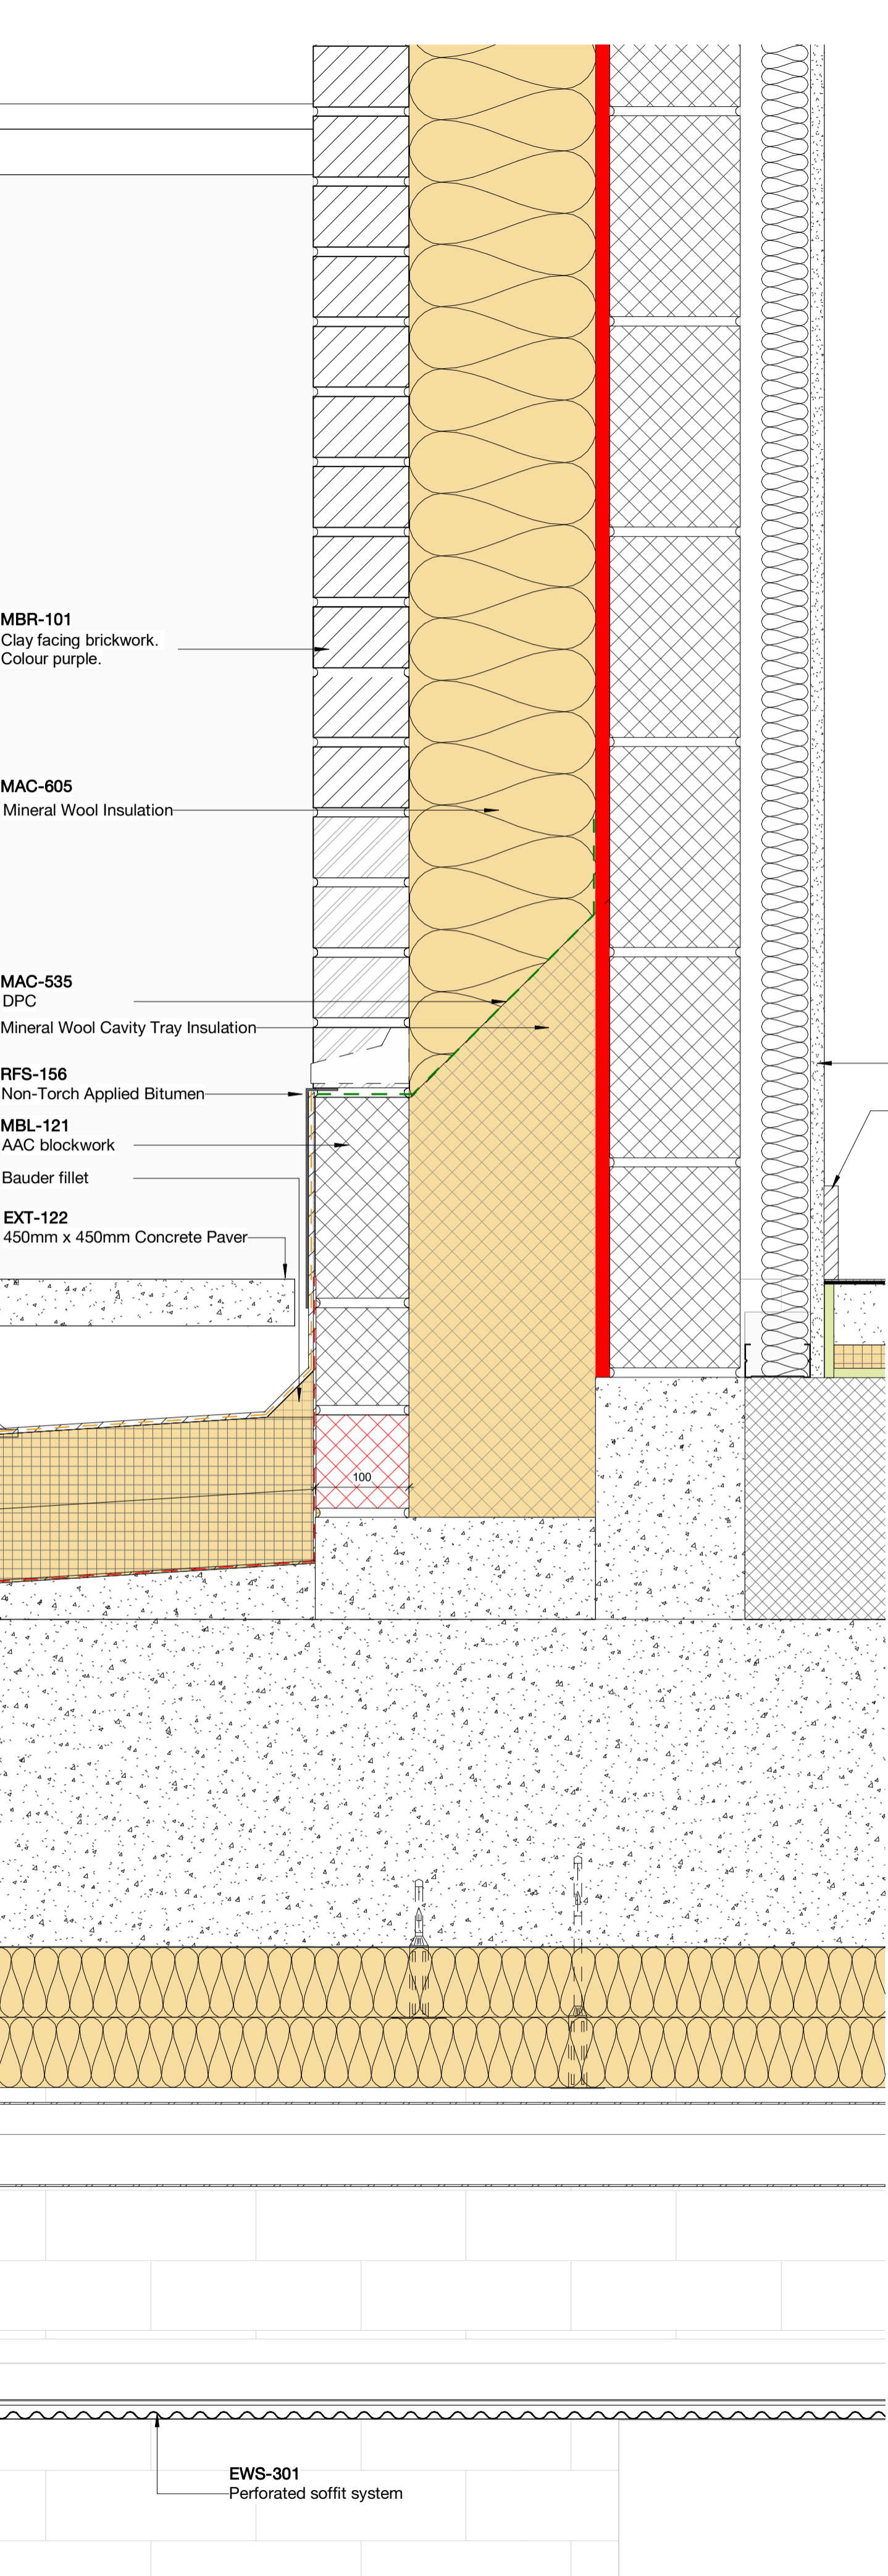 MBR-101
Clay facing brickwork.
Colour purple.
MAC-605
Mineral Wool Insulation
MAC-535
DPC
Mineral Wool Cavity Tray Insulation
RFS-156
Non-Torch Applied Bitumen
MBL-121
AAC blockwork
Bauder fillet
EXT-122
450mm x 450mm Concrete Paver
100
EWS-301
Perforated soffit system